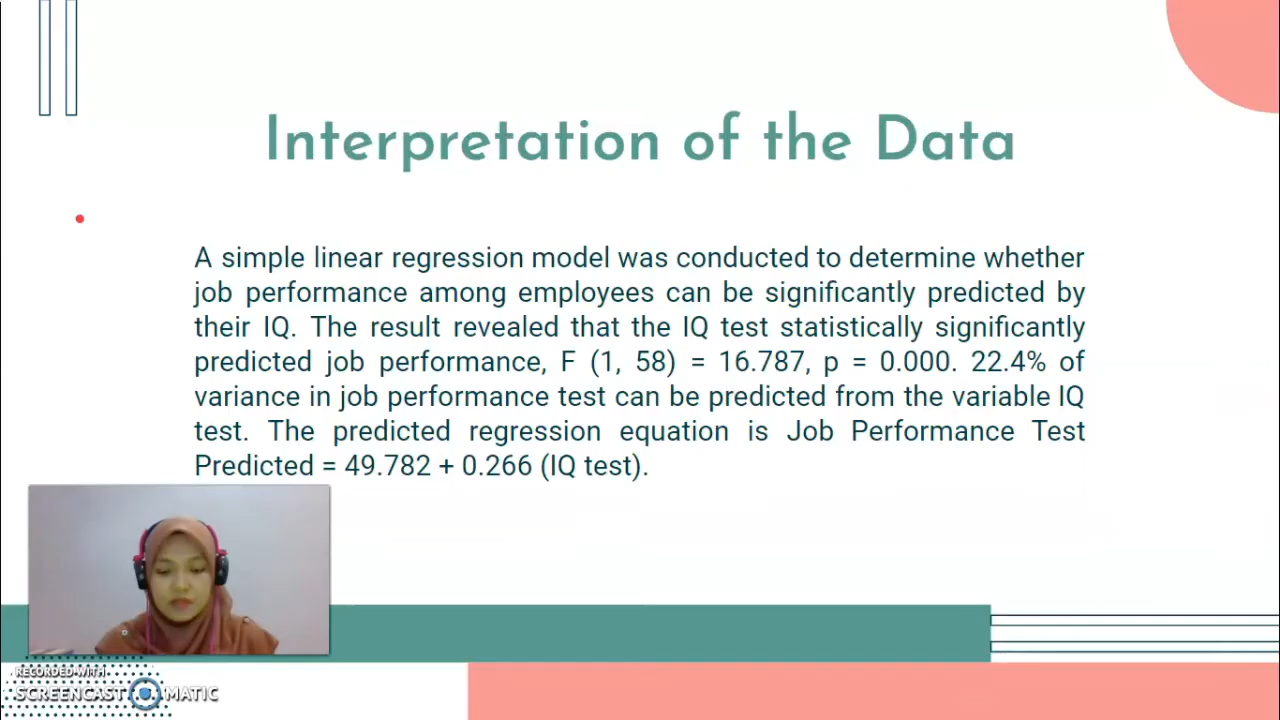 Interpretation of the Data
A simple linear regression model was conducted to determine whether
job performance among employees can be significantly predicted by
their IQ. The result revealed that the IQ test statistically significantly
predicted job performance, F (1, 58) = 16.787, p = 0.000. 22.4% of
variance in job performance test can be predicted from the variable IQ
test. The predicted regression equation is Job Performance Test
Predicted = 49.782 + 0.266 (IQ test).
RECORDED WITH
SCREENCAST MATIC